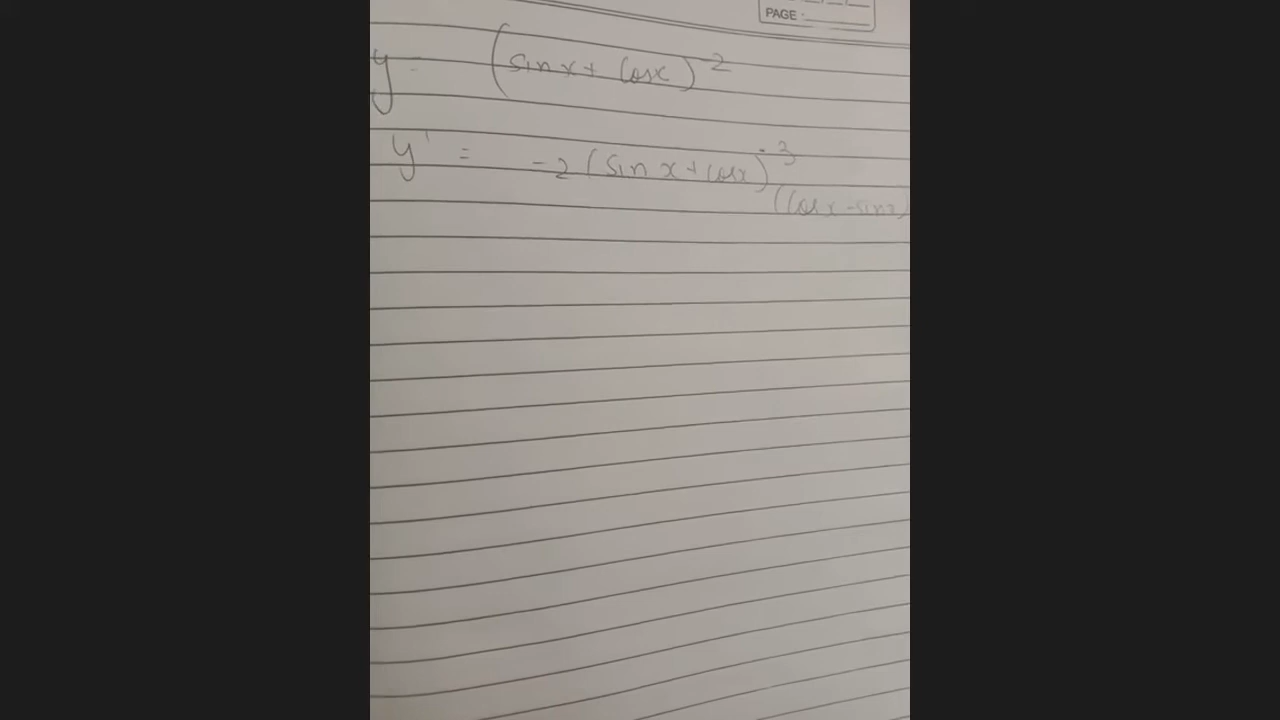 PAGE :
y = (sin x + cos x)^2
y' = -2 (sin x + cos x)^-3
(cos x - sin x)